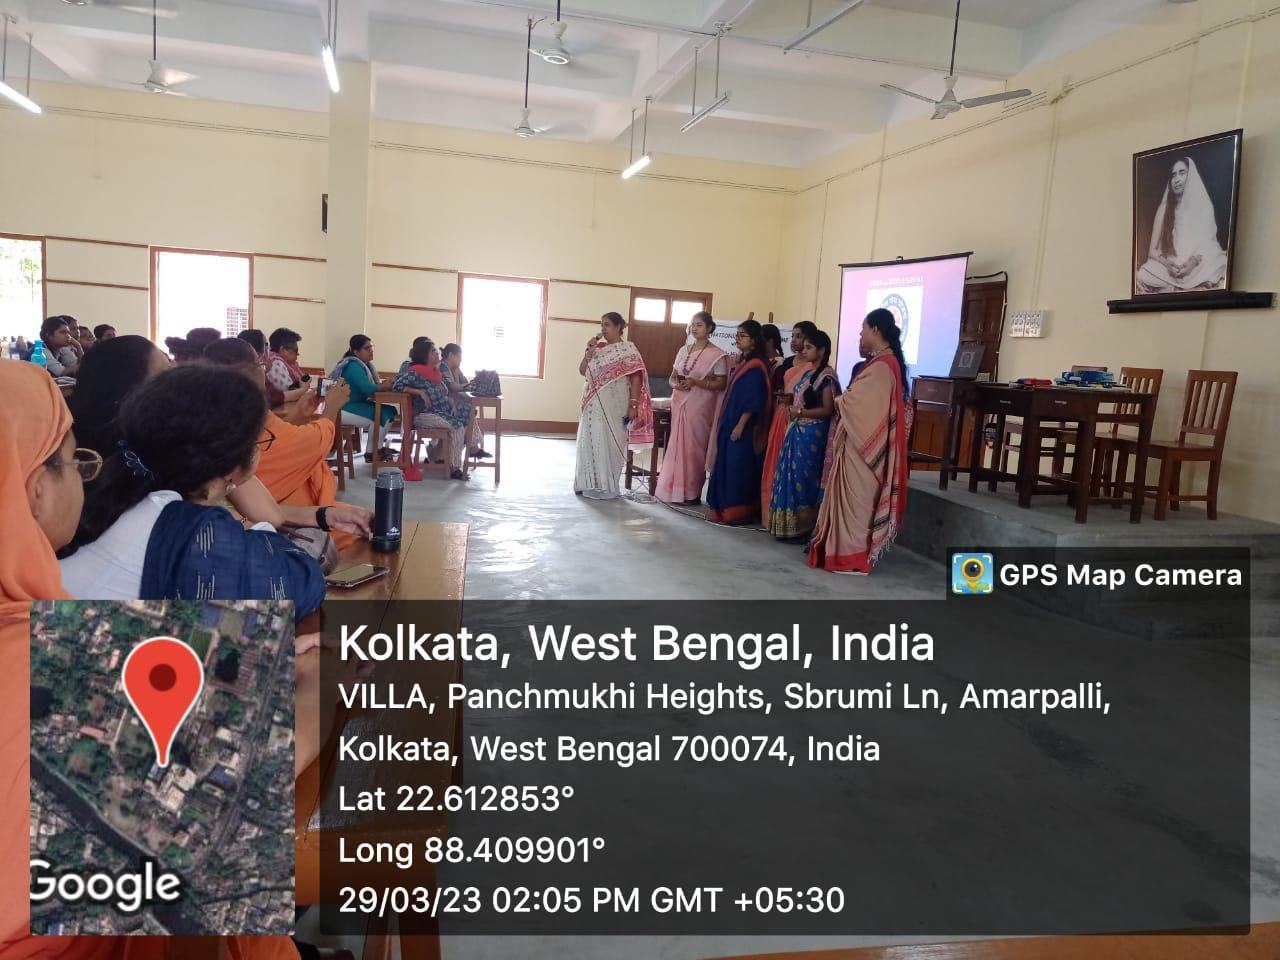 GPS Map Camera
Kolkata, West Bengal, India
VILLA, Panchmukhi Heights, Sbrumi Ln, Amarpalli,
Kolkata, West Bengal 700074, India
Lat 22.612853°
Long 88.409901°
29/03/23 02:05 PM GMT +05:30
Google